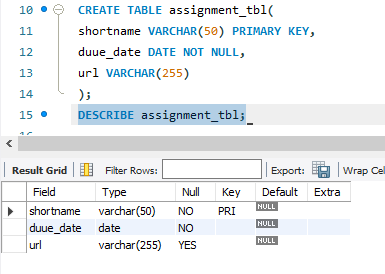 10 CREATE TABLE assignment_tbl(
11 shortname VARCHAR(50) PRIMARY KEY,
12 duue_date DATE NOT NULL,
13 url VARCHAR(255)
14 );
15 DESCRIBE assignment_tbl;
Result Grid Filter Rows: Export: Wrap Cel
Field Type Null Key Default Extra
shortname varchar(50) NO PRI NULL
duue_date date NO NULL
url varchar(255) YES NULL